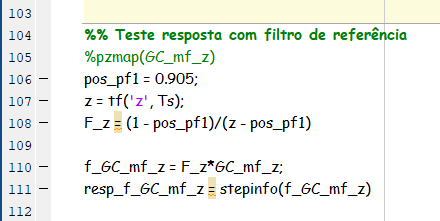 103
104 %% Teste resposta com filtro de referência
105 %pzmap(GC_mf_z)
106 — pos_pf1 = 0.905;
107 — z = tf('z', Ts);
108 — F_z = (1 - pos_pf1)/(z - pos_pf1)
109
110 — f_GC_mf_z = F_z*GC_mf_z;
111 — resp_f_GC_mf_z = stepinfo(f_GC_mf_z)
112